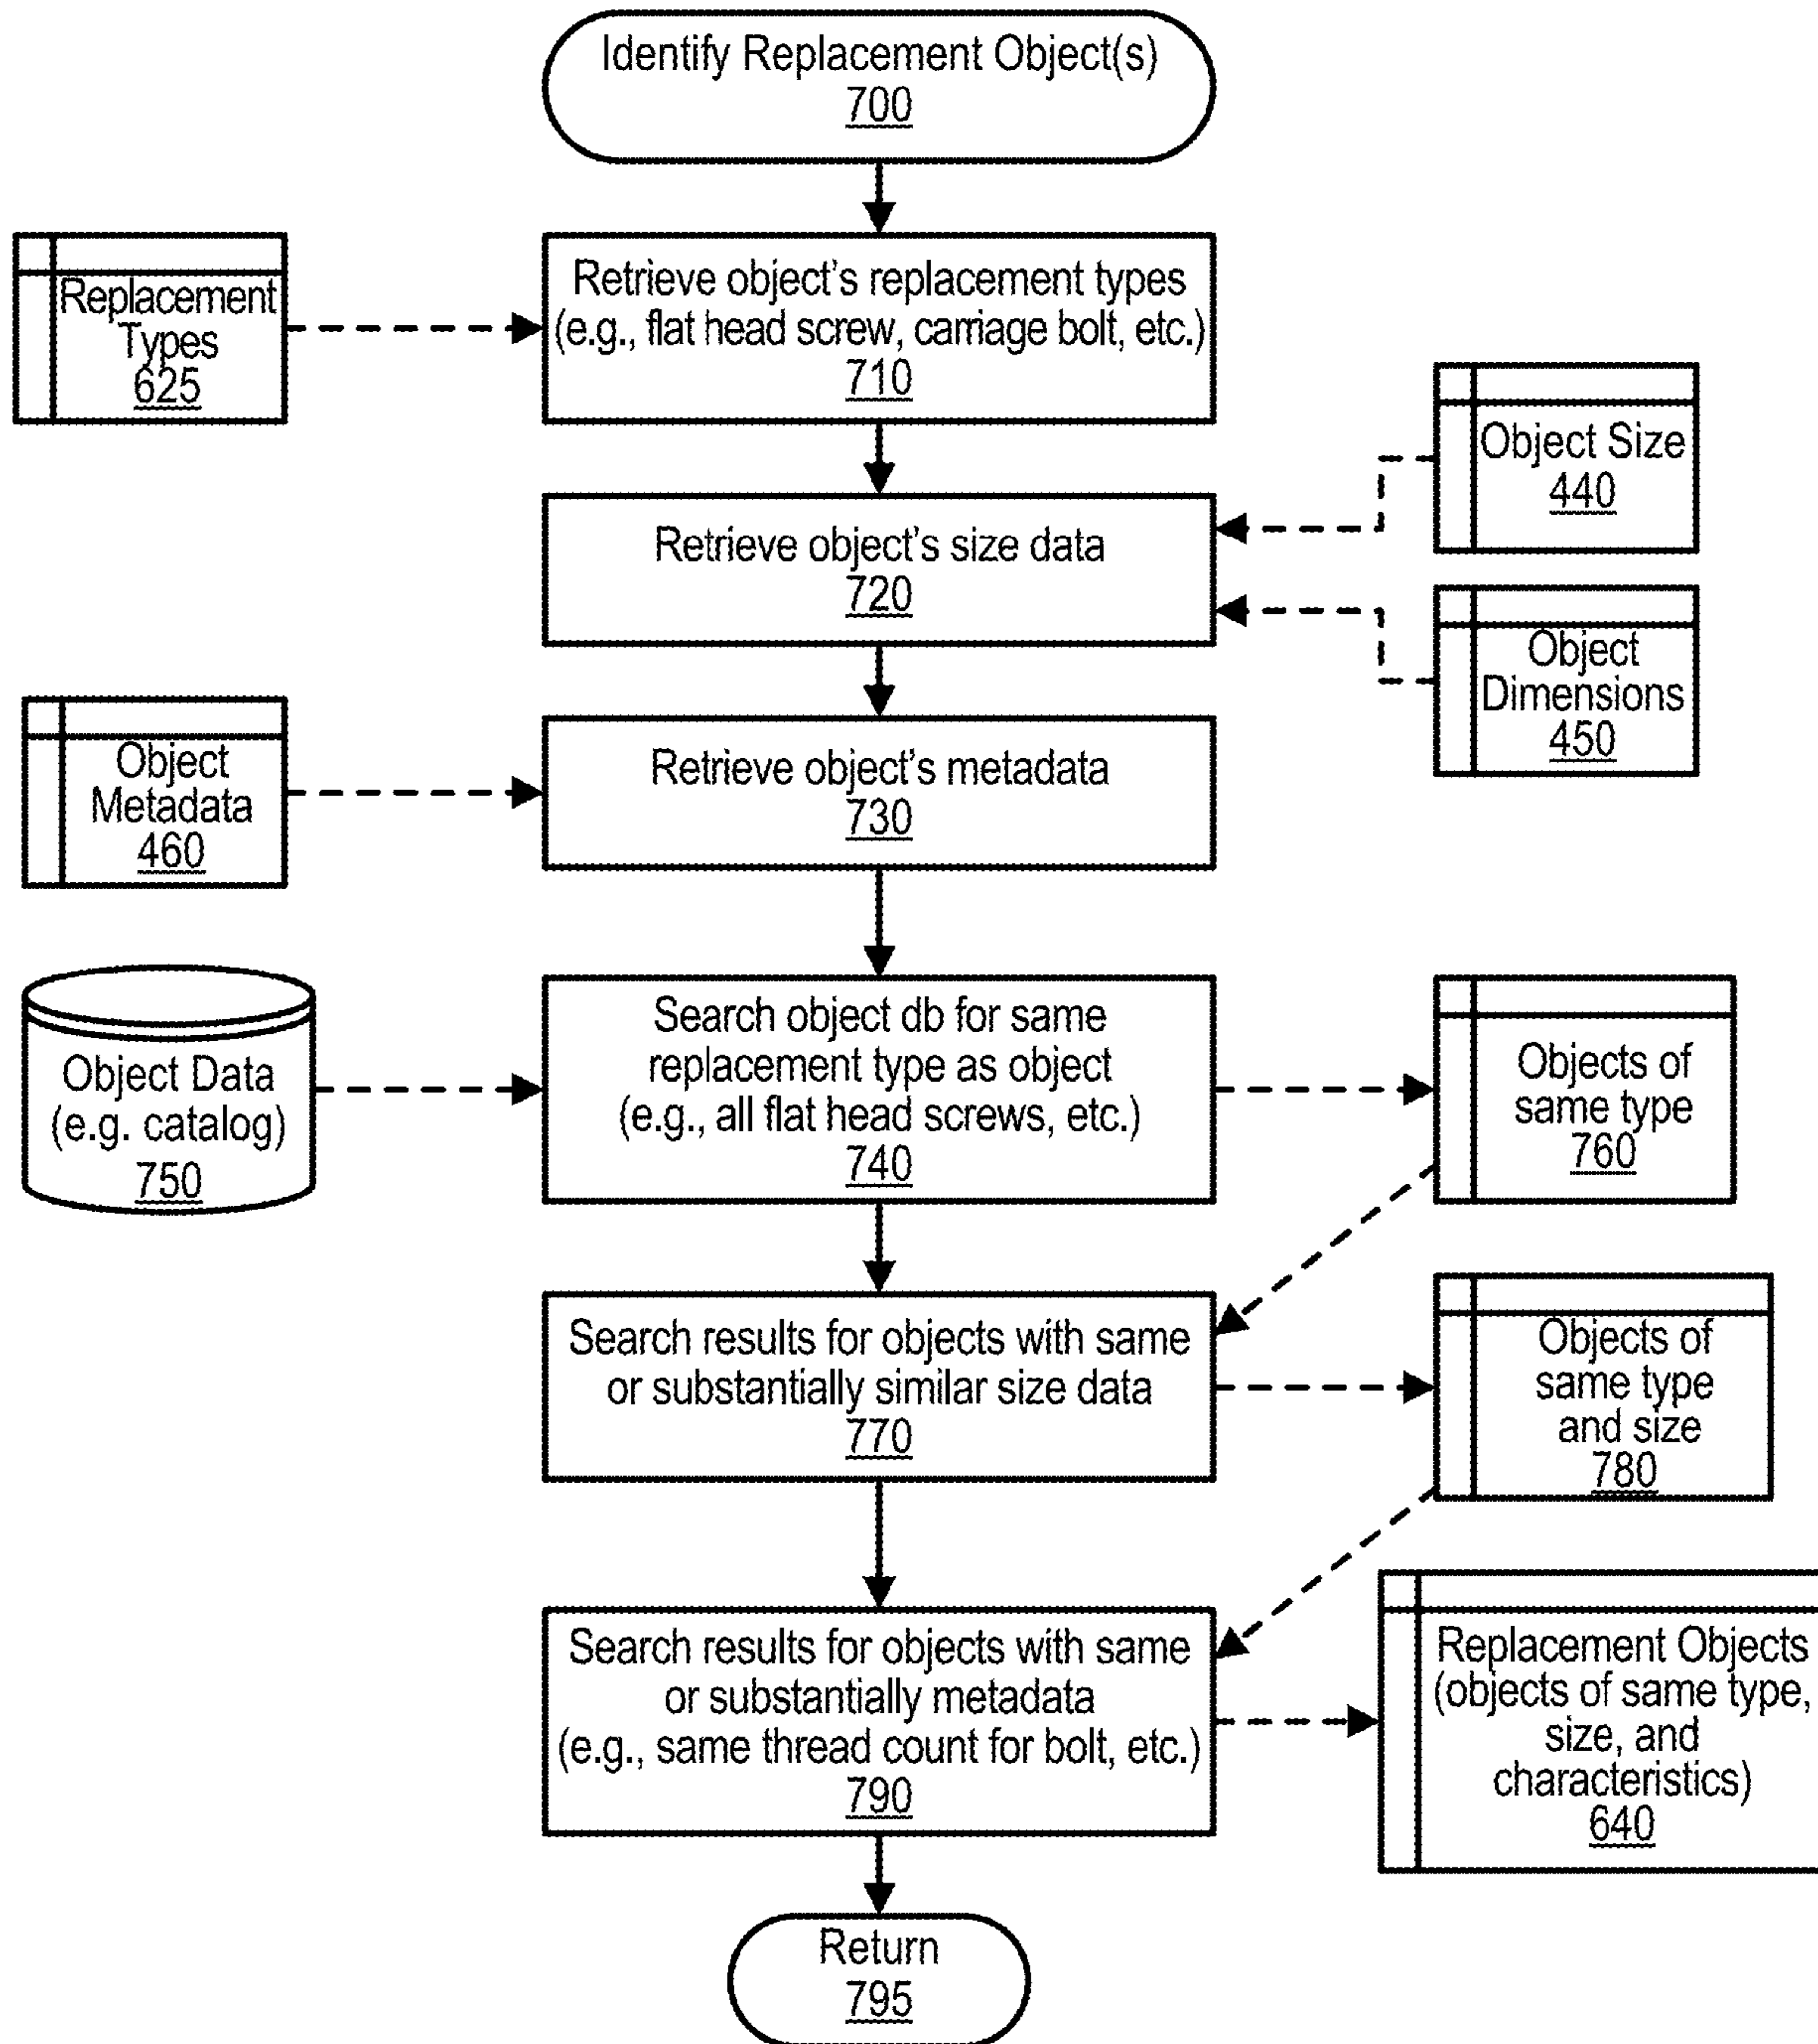 Identify Replacement Object(s)
700
Replacement
Types
625
Retrieve object's replacement types
(e.g., flat head screw, carriage bolt, etc.)
710
Object Size
440
Retrieve object's size data
720
Object
Dimensions
450
Object
Metadata
460
Retrieve object's metadata
730
Object Data
(e.g. catalog)
750
Search object db for same
replacement type as object
(e.g., all flat head screws, etc.)
740
Objects of
same type
760
Search results for objects with same
or substantially similar size data
770
Objects of
same type
and size
780
Search results for objects with same
or substantially metadata
(e.g., same thread count for bolt, etc.)
790
Replacement Objects
(objects of same type,
size, and
characteristics)
640
Return
795